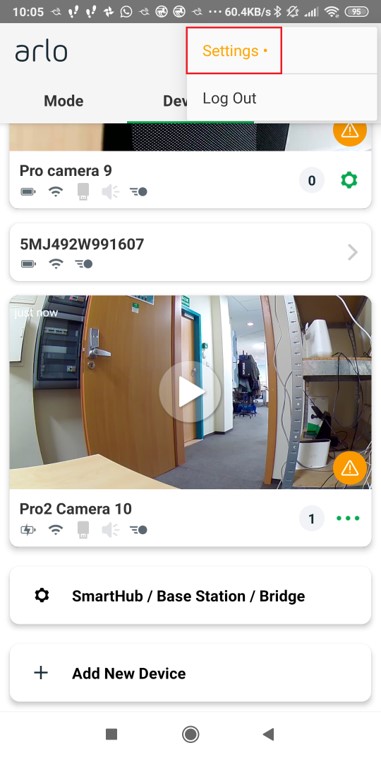 10:05
60.4KB/s
95
arlo
Settings •
Mode
Dev
Log Out
Pro camera 9
0
5MJ492W991607
just now
Pro2 Camera 10
1
SmartHub / Base Station / Bridge
Add New Device